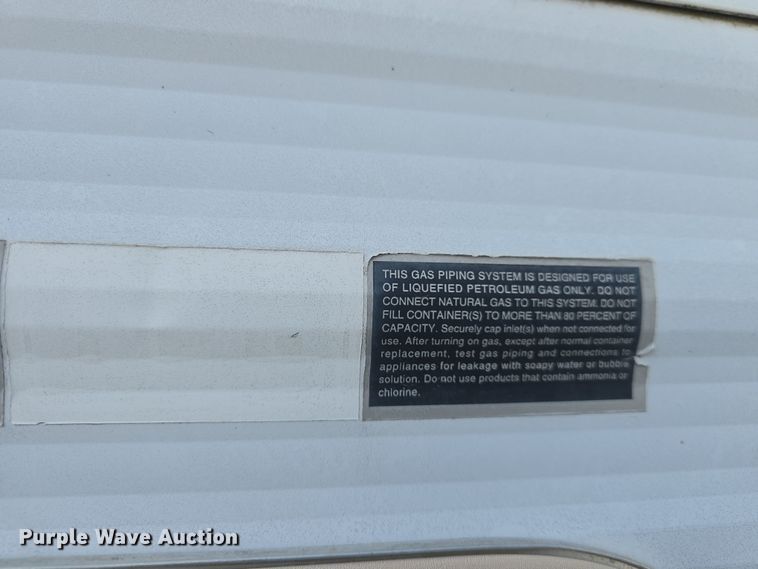 THIS GAS PIPING SYSTEM IS DESIGNED FOR USE
OF LIQUEFIED PETROLEUM GAS ONLY. DO NOT
CONNECT NATURAL GAS TO THIS SYSTEM. DO NOT
FILL CONTAINER(S) TO MORE THAN 80 PERCENT OF
CAPACITY. Securely cap inlet(s) when not connected for
use. After turning on gas, except after normal container
replacement, test gas piping and connections to
appliances for leakage with soapy water or bubble
solution. Do not use products that contain ammonia or
chlorine.
Purple Wave Auction